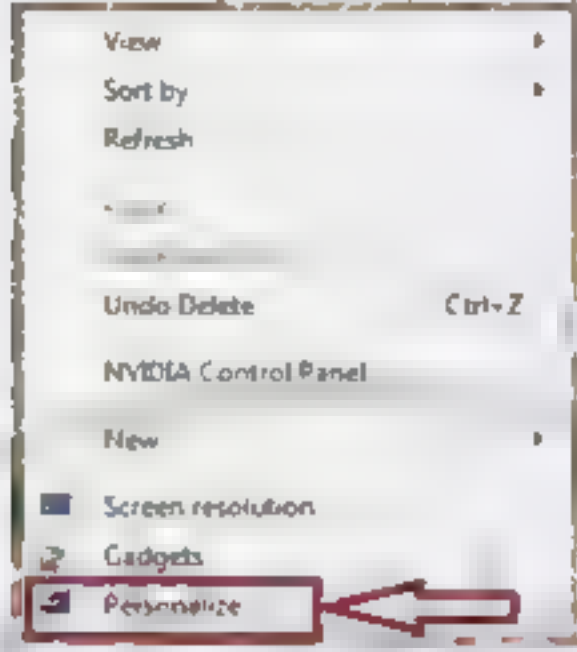 View
Sort by
Refresh
Undo Delete Ctrl+Z
NVIDIA Control Panel
New
Screen resolution
Gadgets
Personalize